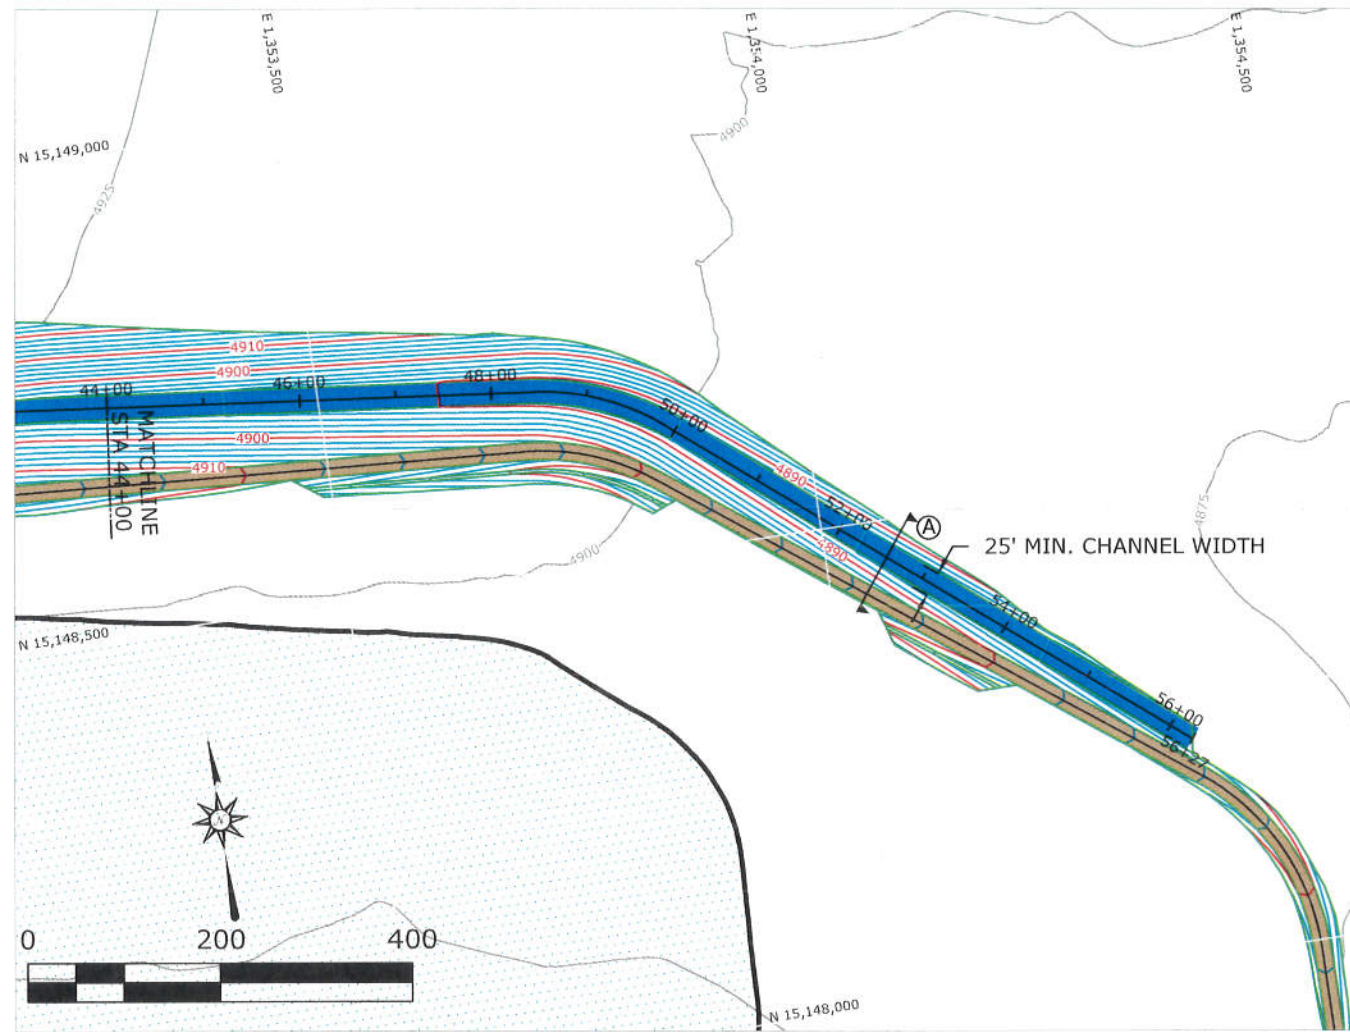 E 1,353,500
E 1,354,000
E 1,354,500
N 15,149,000
4900
4925
4910
4900
44+00
46+00
48+00
50+00
MATCHLINE
STA 44+00
4900
4910
4890
52+00
4890
A
25' MIN. CHANNEL WIDTH
4875
4900
54+00
N 15,148,500
56+00
56+27
N
0
200
400
N 15,148,000